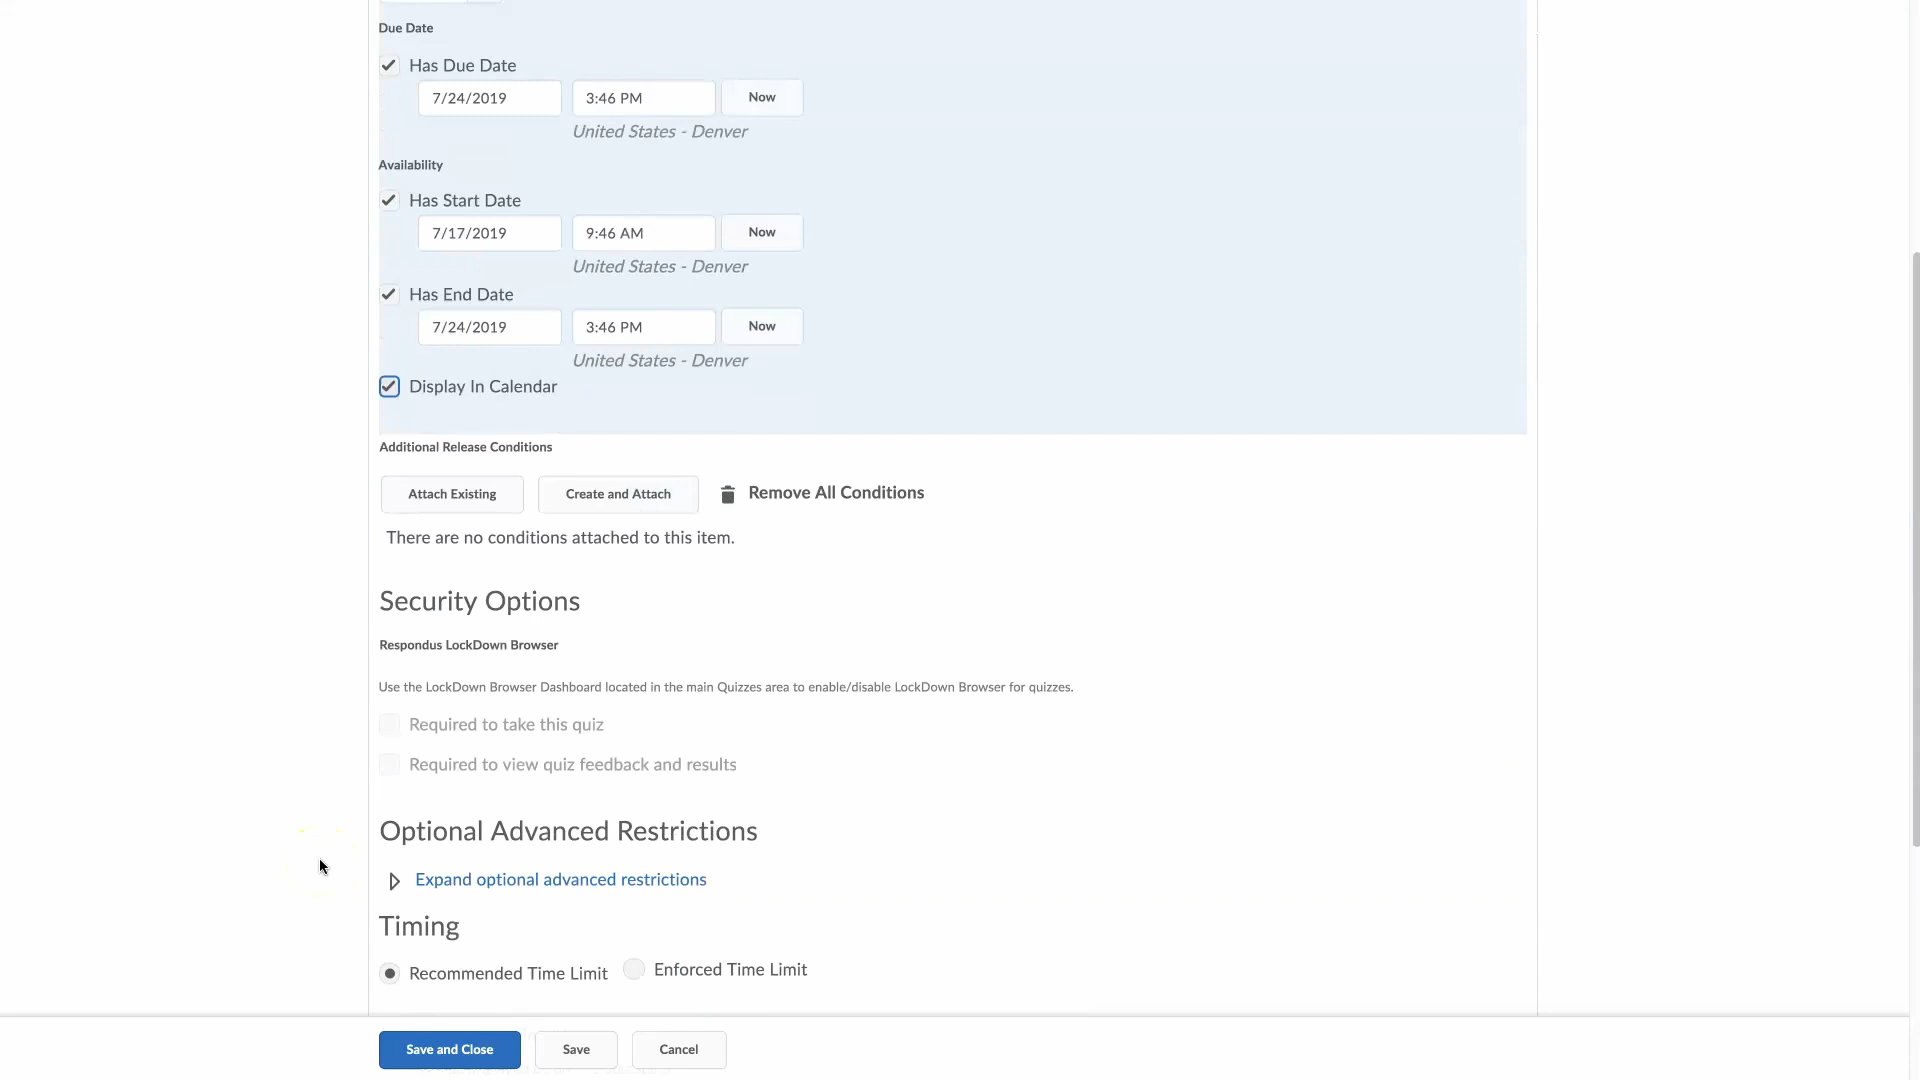 Due Date
Has Due Date
7/24/2019 3:46 PM Now
United States - Denver
Availability
Has Start Date
7/17/2019 9:46 AM Now
United States - Denver
Has End Date
7/24/2019 3:46 PM Now
United States - Denver
Display In Calendar
Additional Release Conditions
Attach Existing Create and Attach Remove All Conditions
There are no conditions attached to this item.
Security Options
Respondus LockDown Browser
Use the LockDown Browser Dashboard located in the main Quizzes area to enable/disable LockDown Browser for quizzes.
Required to take this quiz
Required to view quiz feedback and results
Optional Advanced Restrictions
Expand optional advanced restrictions
Timing
Recommended Time Limit Enforced Time Limit
Save and Close Save Cancel